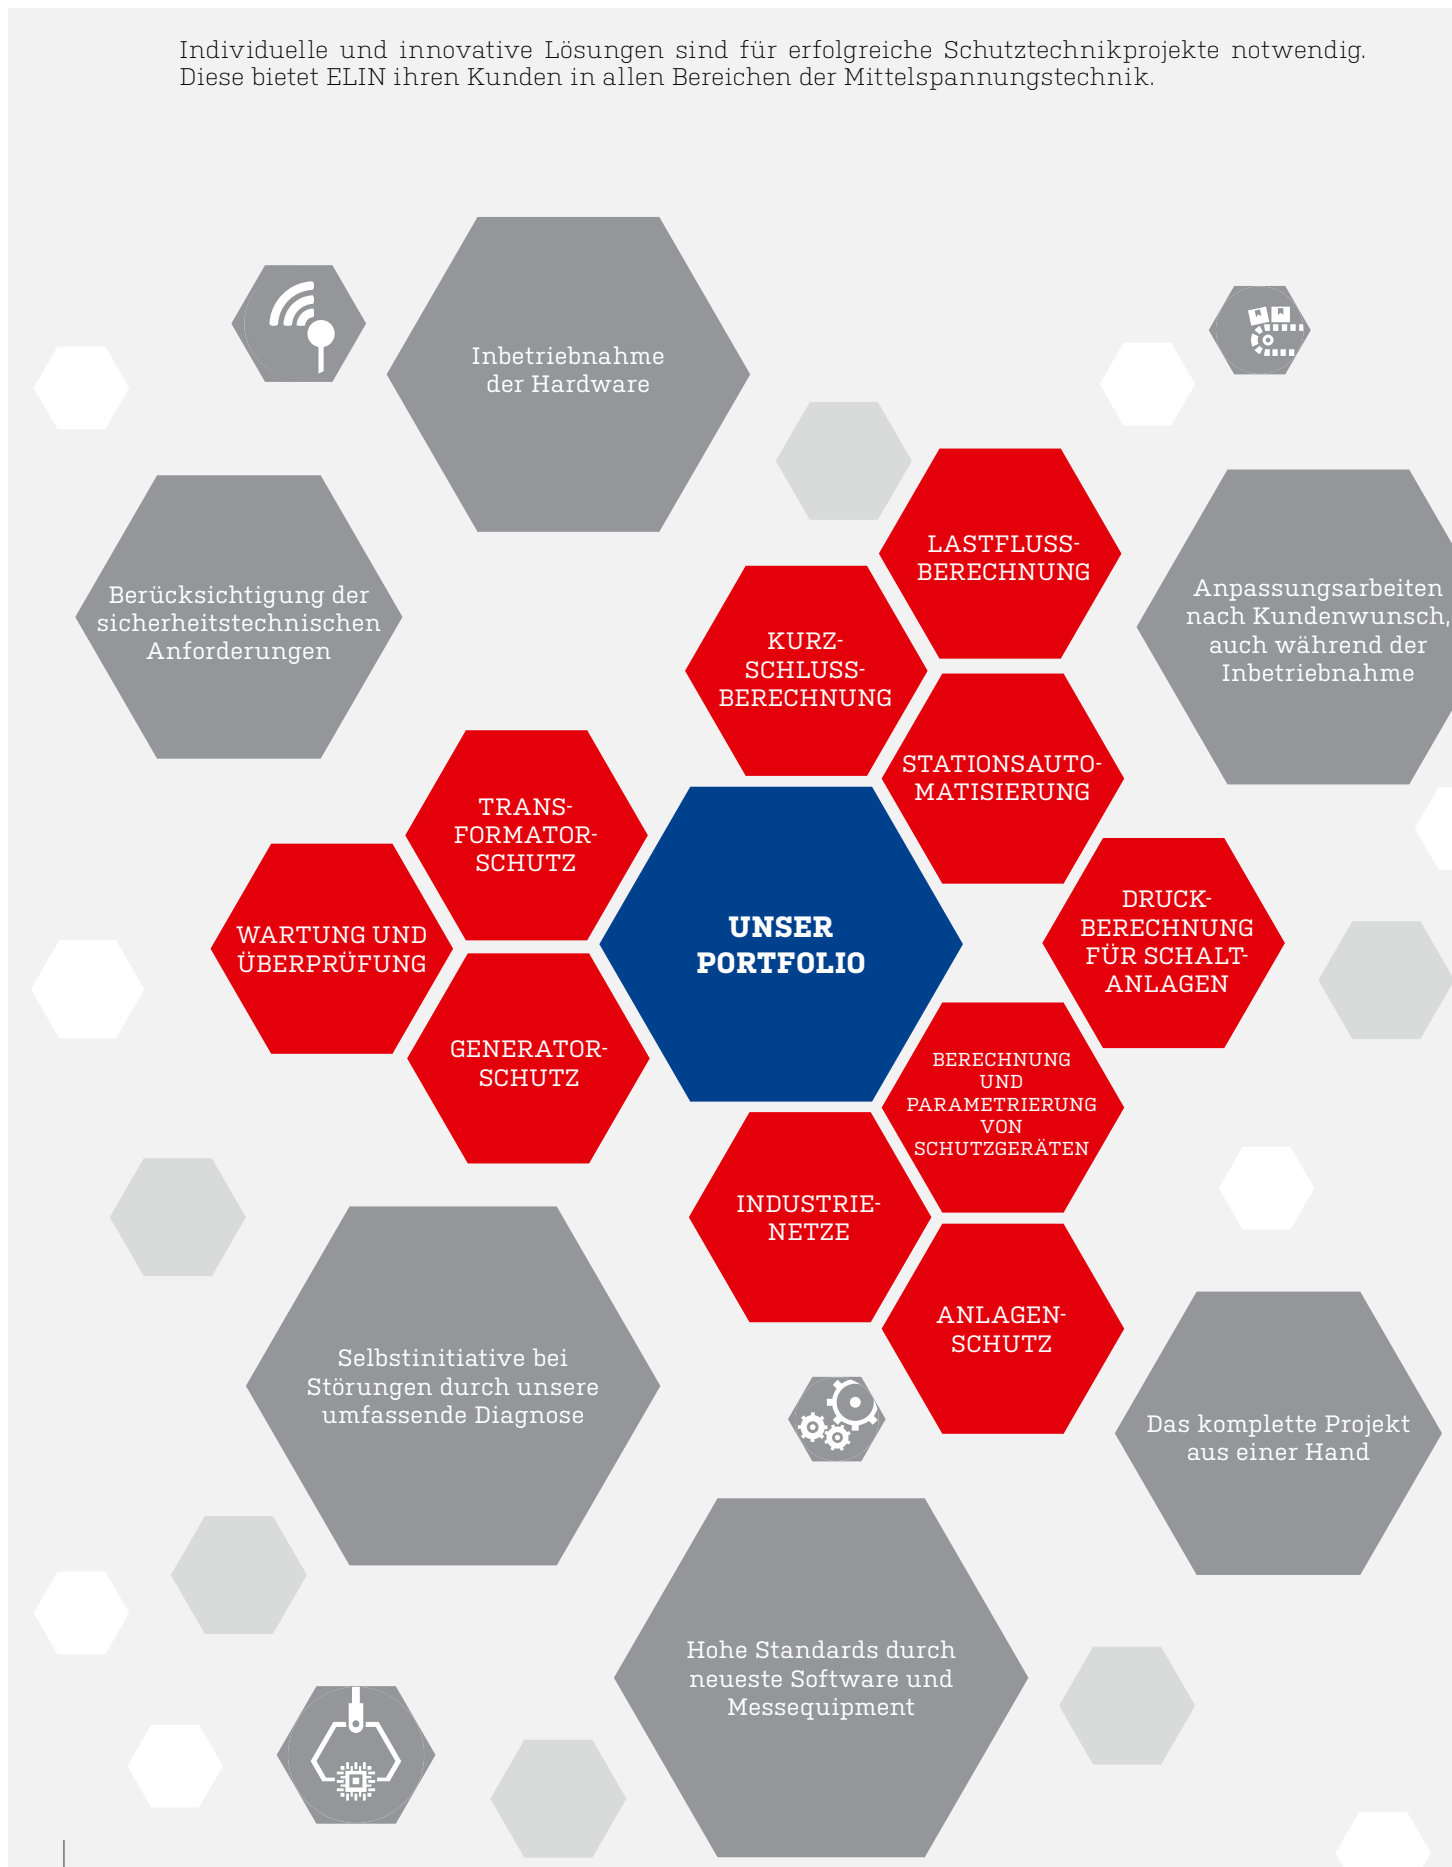 Individuelle und innovative Lösungen sind für erfolgreiche Schutztechnikprojekte notwendig.
Diese bietet ELIN ihren Kunden in allen Bereichen der Mittelspannungstechnik.
Inbetriebnahme
der Hardware
LASTFLUSS-
BERECHNUNG
Berücksichtigung der
sicherheitstechnischen
Anforderungen
Anpassungsarbeiten
nach Kundenwunsch,
auch während der
Inbetriebnahme
KURZ-
SCHLUSS-
BERECHNUNG
STATIONSAUTO-
MATISIERUNG
TRANS-
FORMATOR-
SCHUTZ
WARTUNG UND
ÜBERPRÜFUNG
UNSER
PORTFOLIO
DRUCK-
BERECHNUNG
FÜR SCHALT-
ANLAGEN
GENERATOR-
SCHUTZ
BERECHNUNG
UND
PARAMETRIERUNG
VON
SCHUTZGERÄTEN
INDUSTRIE-
NETZE
ANLAGEN-
SCHUTZ
Selbstinitiative bei
Störungen durch unsere
umfassende Diagnose
Das komplette Projekt
aus einer Hand
Hohe Standards durch
neueste Software und
Messequipment